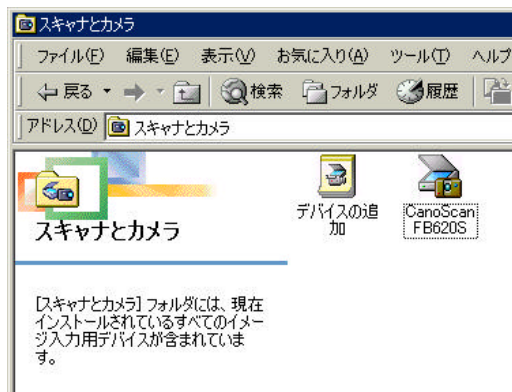 スキャナとカメラ
ファイル(F) 編集(E) 表示(V) お気に入り(A) ツール(T) ヘルプ
戻る 検索 フォルダ 履歴
アドレス(D) スキャナとカメラ
スキャナとカメラ
[スキャナとカメラ] フォルダには、現在
インストールされているすべてのイメー
ジ入力用デバイスが含まれていま
す。
デバイスの追
加
CanoScan
FB620S